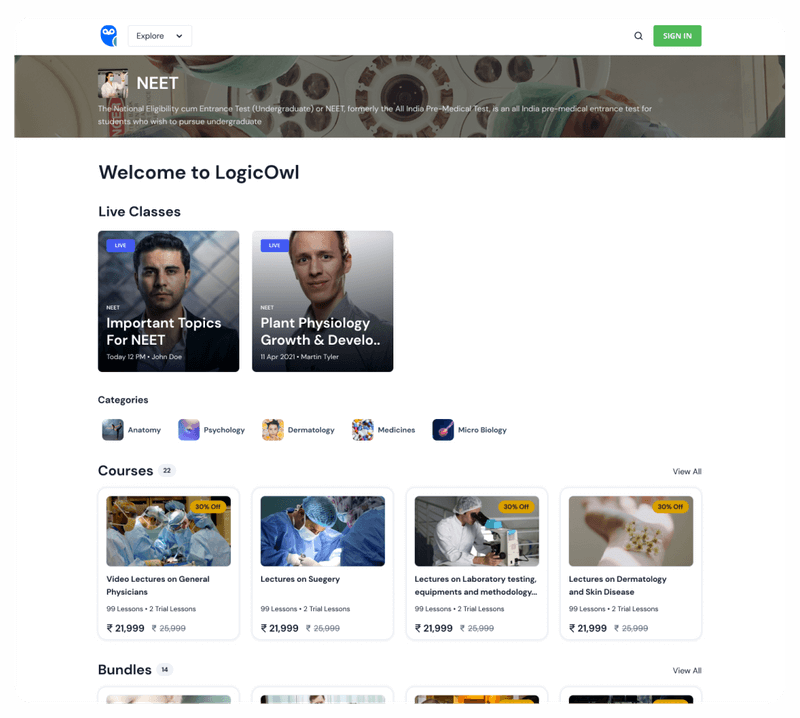 Explore
SIGN IN
NEET
The National Eligibility cum Entrance Test (Undergraduate) or NEET, formerly the All India Pre-Medical Test, is an all India pre-medical entrance test for
students who wish to pursue undergraduate
Welcome to LogicOwl
Live Classes
LIVE
NEET
Important Topics
For NEET
Today 12 PM • John Doe
LIVE
NEET
Plant Physiology
Growth & Develo..
11 Apr 2021 • Martin Tyler
Categories
Anatomy
Psychology
Dermatology
Medicines
Micro Biology
Courses 22
View All
30% Off
Video Lectures on General
Physicians
99 Lessons • 2 Trial Lessons
₹ 21,999 ₹ 25,999
Lectures on Suegery
99 Lessons • 2 Trial Lessons
₹ 21,999 ₹ 25,999
30% Off
Lectures on Laboratory testing,
equipments and methodology...
99 Lessons • 2 Trial Lessons
₹ 21,999 ₹ 25,999
30% Off
Lectures on Dermatology
and Skin Disease
99 Lessons • 2 Trial Lessons
₹ 21,999 ₹ 25,999
Bundles 14
View All